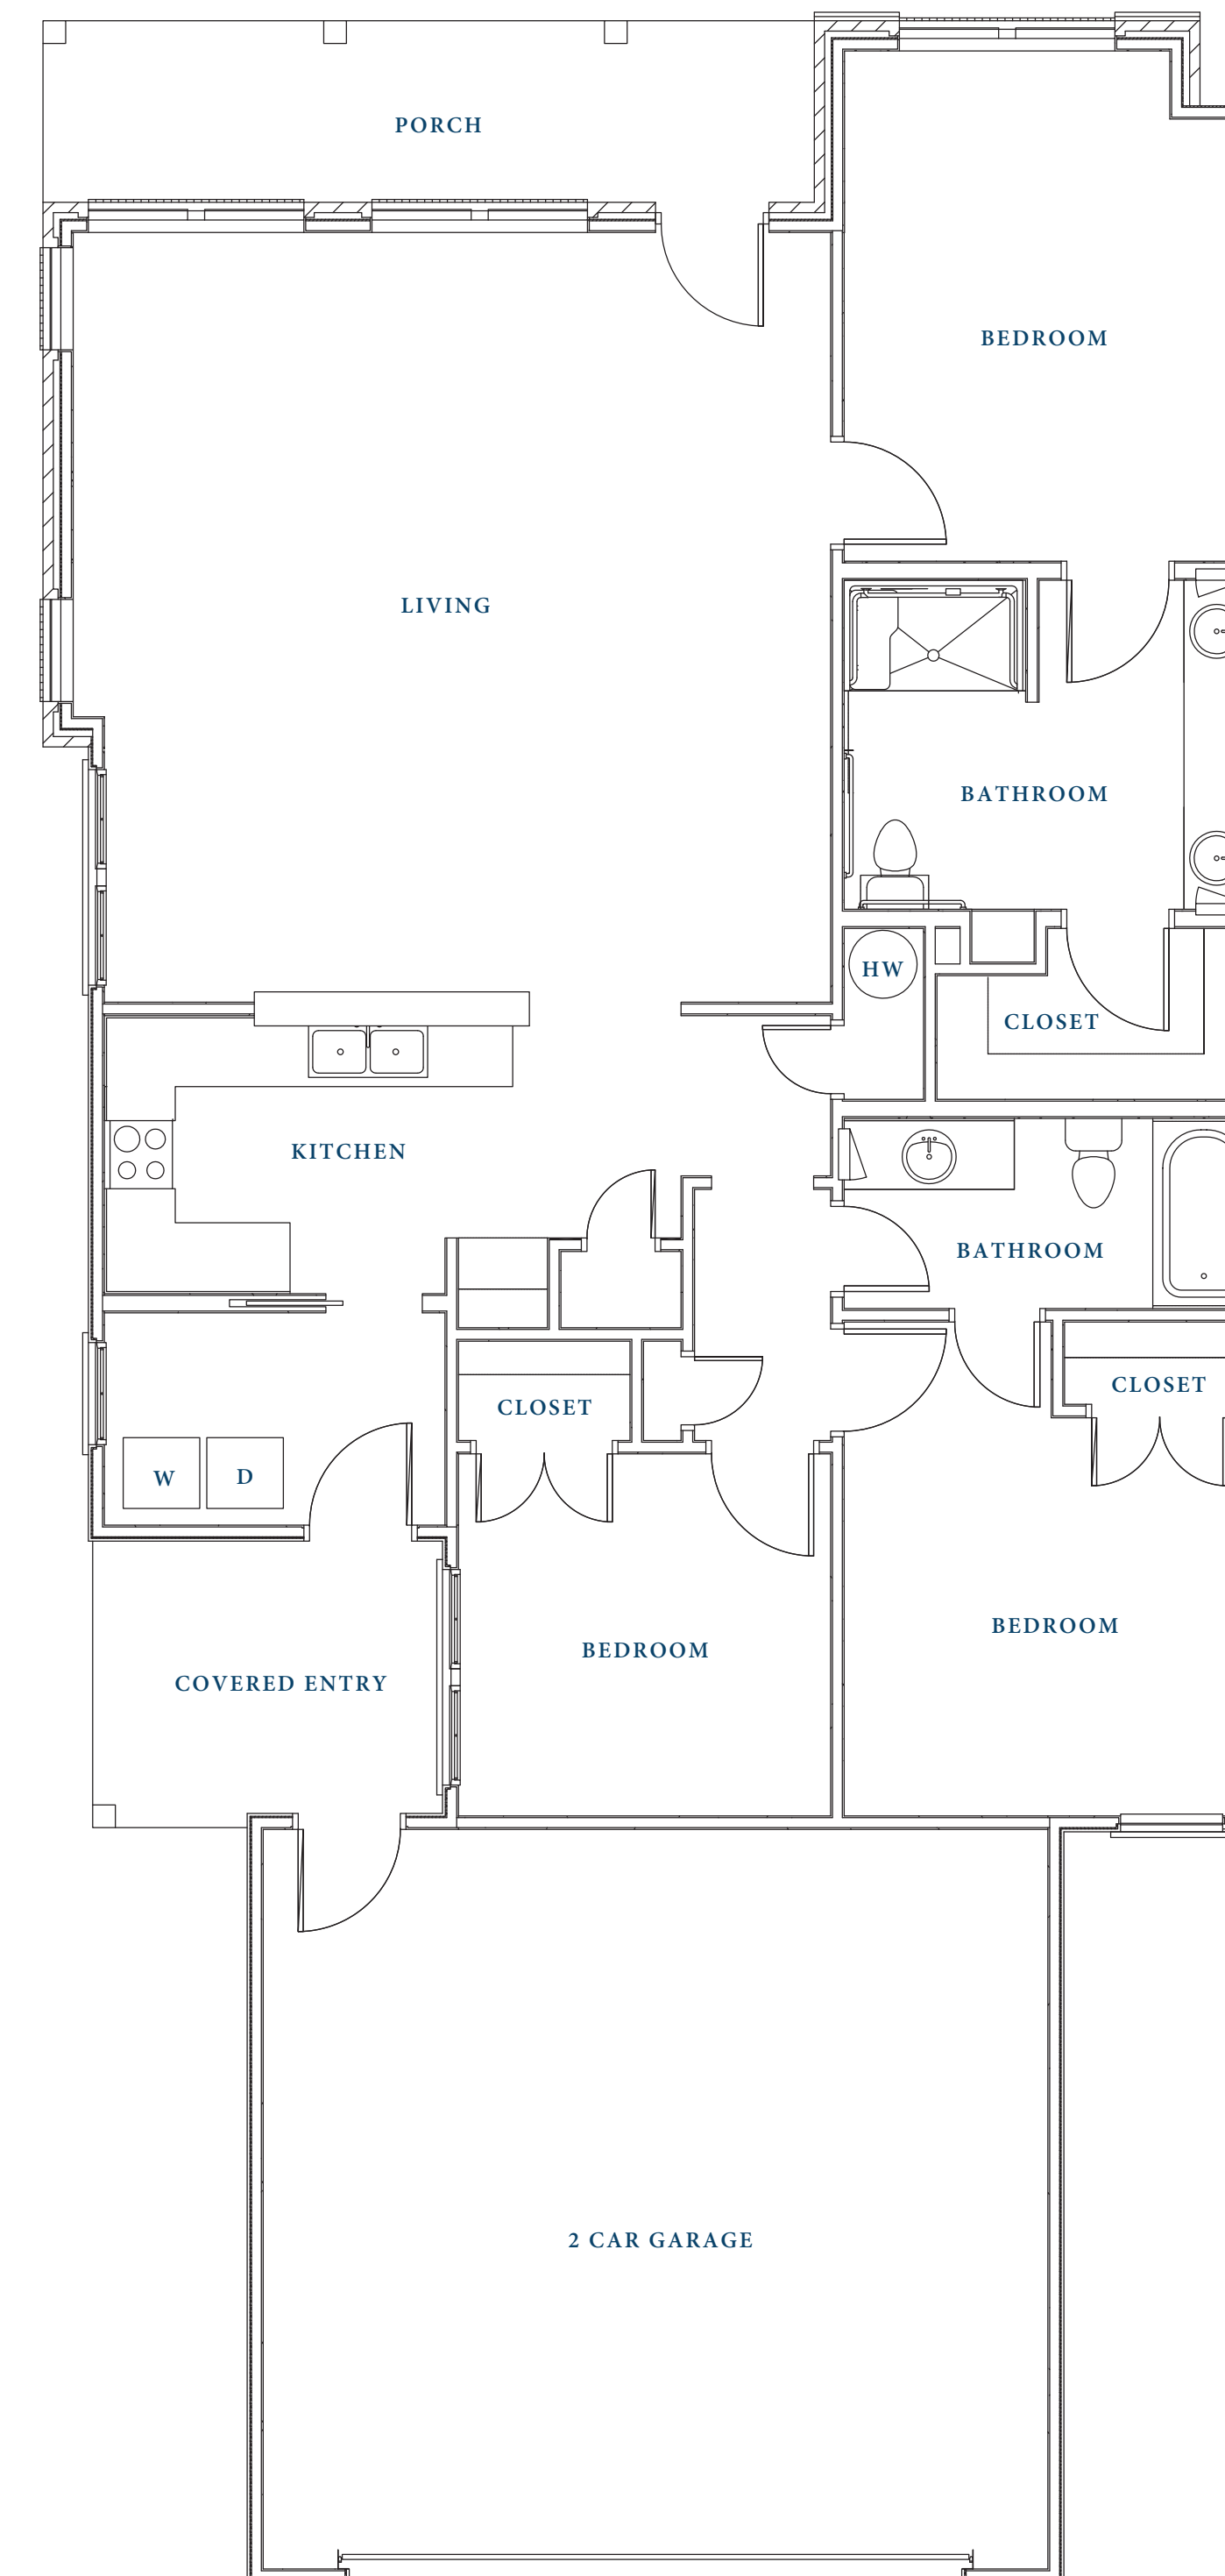 PORCH
BEDROOM
LIVING
BATHROOM
HW
CLOSET
KITCHEN
BATHROOM
CLOSET
CLOSET
W
D
BEDROOM
BEDROOM
COVERED ENTRY
2 CAR GARAGE